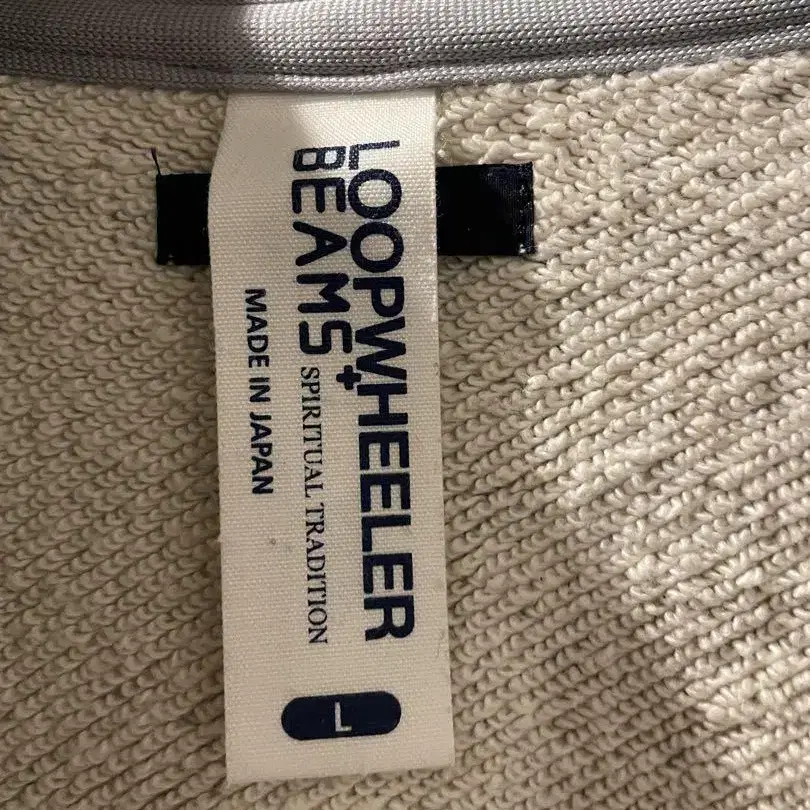 LOOPWHEELER
+
BEAMS
SPIRITUAL TRADITION
MADE IN JAPAN
L